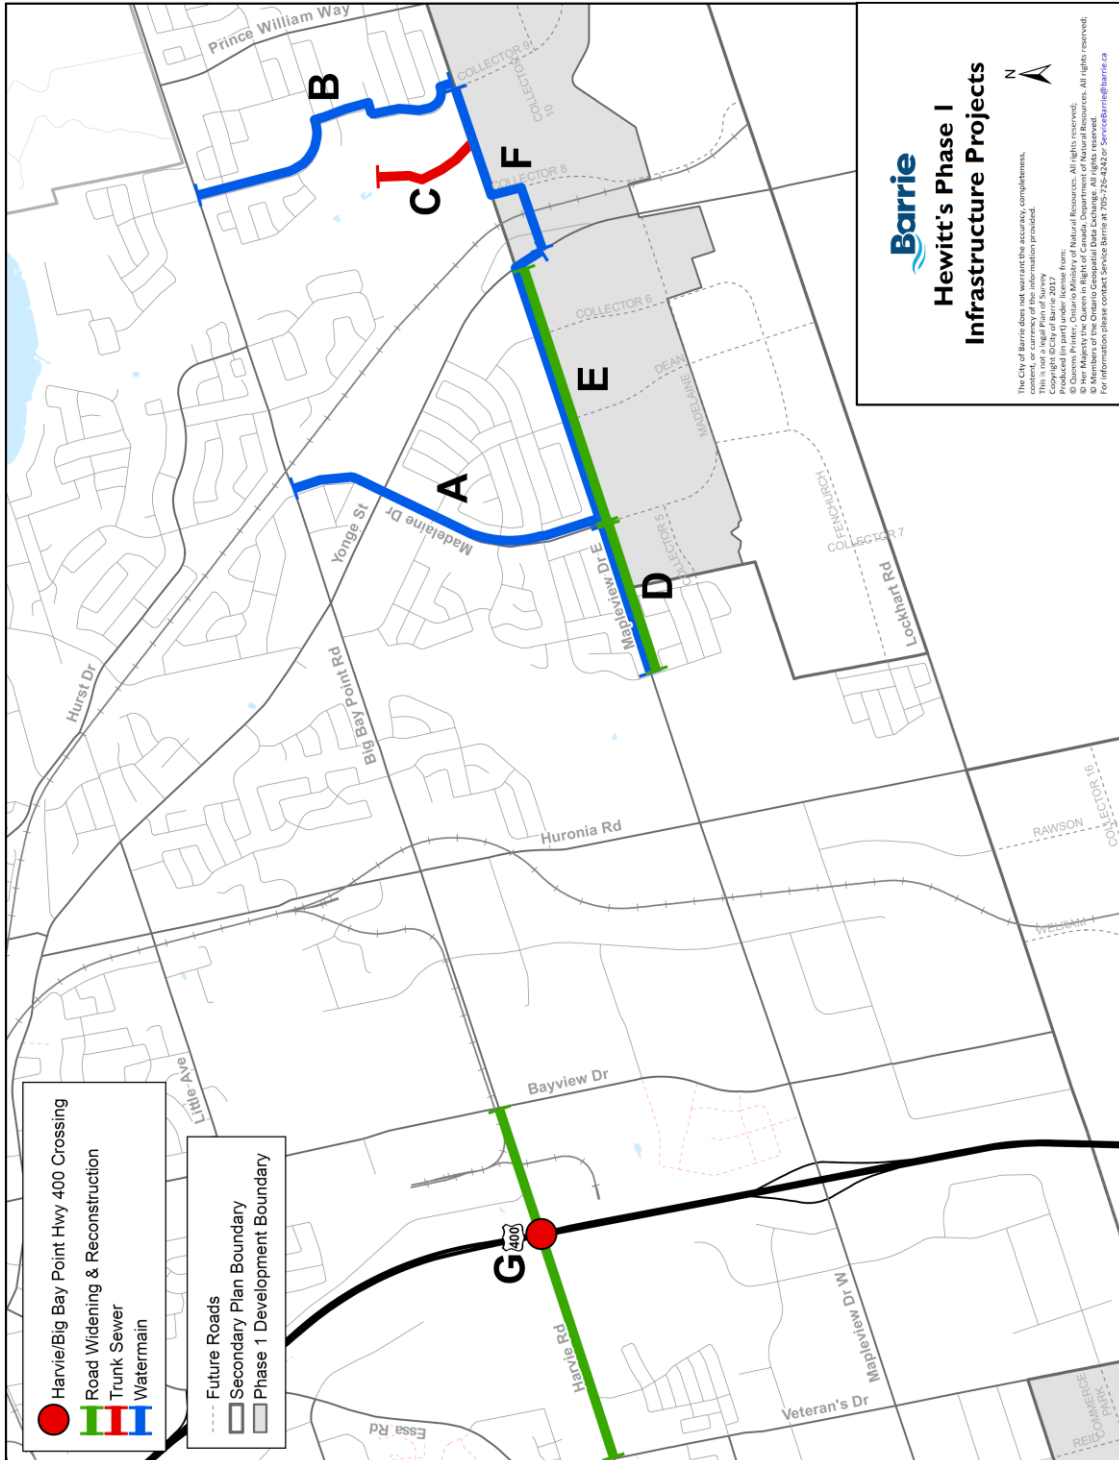 Prince William Way
COLLECTOR 9
COLLECTOR
10
COLLECTOR 8
B
C
F
COLLECTOR 6
DEAN
MADELAINE
E
A
Madelaine Dr
Yonge St
Mapleview Dr E
COLLECTOR 5
D
FENCHURCH
COLLECTOR 7
Lockhart Rd
Hurst Dr
Big Bay Point Rd
Huronia Rd
RAWSON
COLLECTOR 16
WELHAM
Little Ave
Bayview Dr
G
400
Harvie Rd
Mapleview Dr W
Essa Rd
Veteran's Dr
REID
COMMERCE
PARK
Harvie/Big Bay Point Hwy 400 Crossing
Road Widening & Reconstruction
Trunk Sewer
Watermain
Future Roads
Secondary Plan Boundary
Phase 1 Development Boundary
Barrie
Hewitt's Phase 1
Infrastructure Projects
N
The City of Barrie does not warrant the accuracy, completeness,
content, or currency of the information provided.
This is not a legal Plan of Survey
Copyright ©City of Barrie 2017
Produced (in part) under license from:
© Queens Printer, Ontario Ministry of Natural Resources. All rights reserved;
© Her Majesty the Queen in Right of Canada, Department of Natural Resources. All rights reserved;
© Members of the Ontario Geospatial Data Exchange. All rights reserved.
For information please contact Service Barrie at 705-726-4242 or ServiceBarrie@barrie.ca